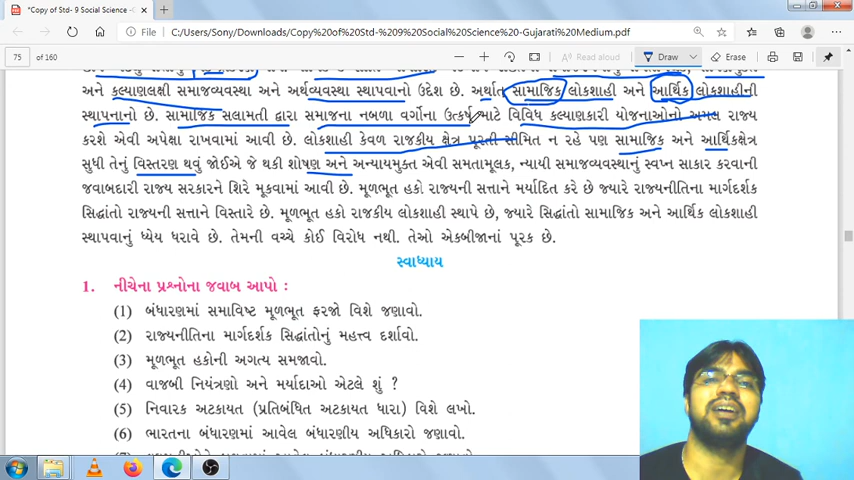 *Copy of Std- 9 Social Science -
C:/Users/Sony/Downloads/Copy%20of%20Std-%209%20Social%20Science%20-Gujarati%20Medium.pdf
75 of 160
Read aloud Draw Erase
અને કલ્યાણલક્ષી સમાજવ્યવસ્થા અને અર્થવ્યવસ્થા સ્થાપવાનો ઉદેશ છે. અર્થાત સામાજિક લોકશાહી અને આર્થિક લોકશાહીની
સ્થાપનાનો છે. સામાજિક સલામતી દ્વારા સમાજના નબળા વર્ગોના ઉત્કર્ષ માટે વિવિધ કલ્યાણકારી યોજનાઓનો અમલ રાજ્ય
કરશે એવી અપેક્ષા રાખવામાં આવી છે. લોકશાહી કેવળ રાજકીય ક્ષેત્ર પૂરતી સીમિત ન રહે પણ સામાજિક અને આર્થિકક્ષેત્ર
સુધી તેનું વિસ્તરણ થવું જોઈએ જે થકી શોષણ અને અન્યાયમુક્ત એવી સમતામૂલક, ન્યાયી સમાજવ્યવસ્થાનું સ્વપ્ન સાકાર કરવાની
જવાબદારી રાજ્ય સરકારને શિરે મૂકવામાં આવી છે. મૂળભૂત હકો રાજ્યની સત્તાને મર્યાદિત કરે છે જ્યારે રાજ્યનીતિના માર્ગદર્શક
સિદ્ધાંતો રાજ્યની સત્તાને વિસ્તારે છે. મૂળભૂત હકો રાજકીય લોકશાહી સ્થાપે છે, જ્યારે સિદ્ધાંતો સામાજિક અને આર્થિક લોકશાહી
સ્થાપવાનું ધ્યેય ધરાવે છે. તેમની વચ્ચે કોઈ વિરોધ નથી. તેઓ એકબીજાનાં પૂરક છે.
સ્વાધ્યાય
1. નીચેના પ્રશ્નોના જવાબ આપો :
(1) બંધારણમાં સમાવિષ્ટ મૂળભૂત ફરજો વિશે જણાવો.
(2) રાજ્યનીતિના માર્ગદર્શક સિદ્ધાંતોનું મહત્ત્વ દર્શાવો.
(3) મૂળભૂત હકોની અગત્ય સમજાવો.
(4) વાજબી નિયંત્રણો અને મર્યાદાઓ એટલે શું ?
(5) નિવારક અટકાયત (પ્રતિબંધિત અટકાયત ધારા) વિશે લખો.
(6) ભારતના બંધારણમાં આવેલ બંધારણીય અધિકારો જણાવો.